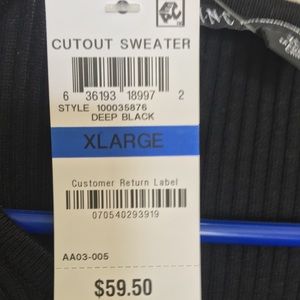 CUTOUT SWEATER
6 36193 18997 2
STYLE 100035876
DEEP BLACK
XLARGE
Customer Return Label
070540293919
AA03-005
$59.50